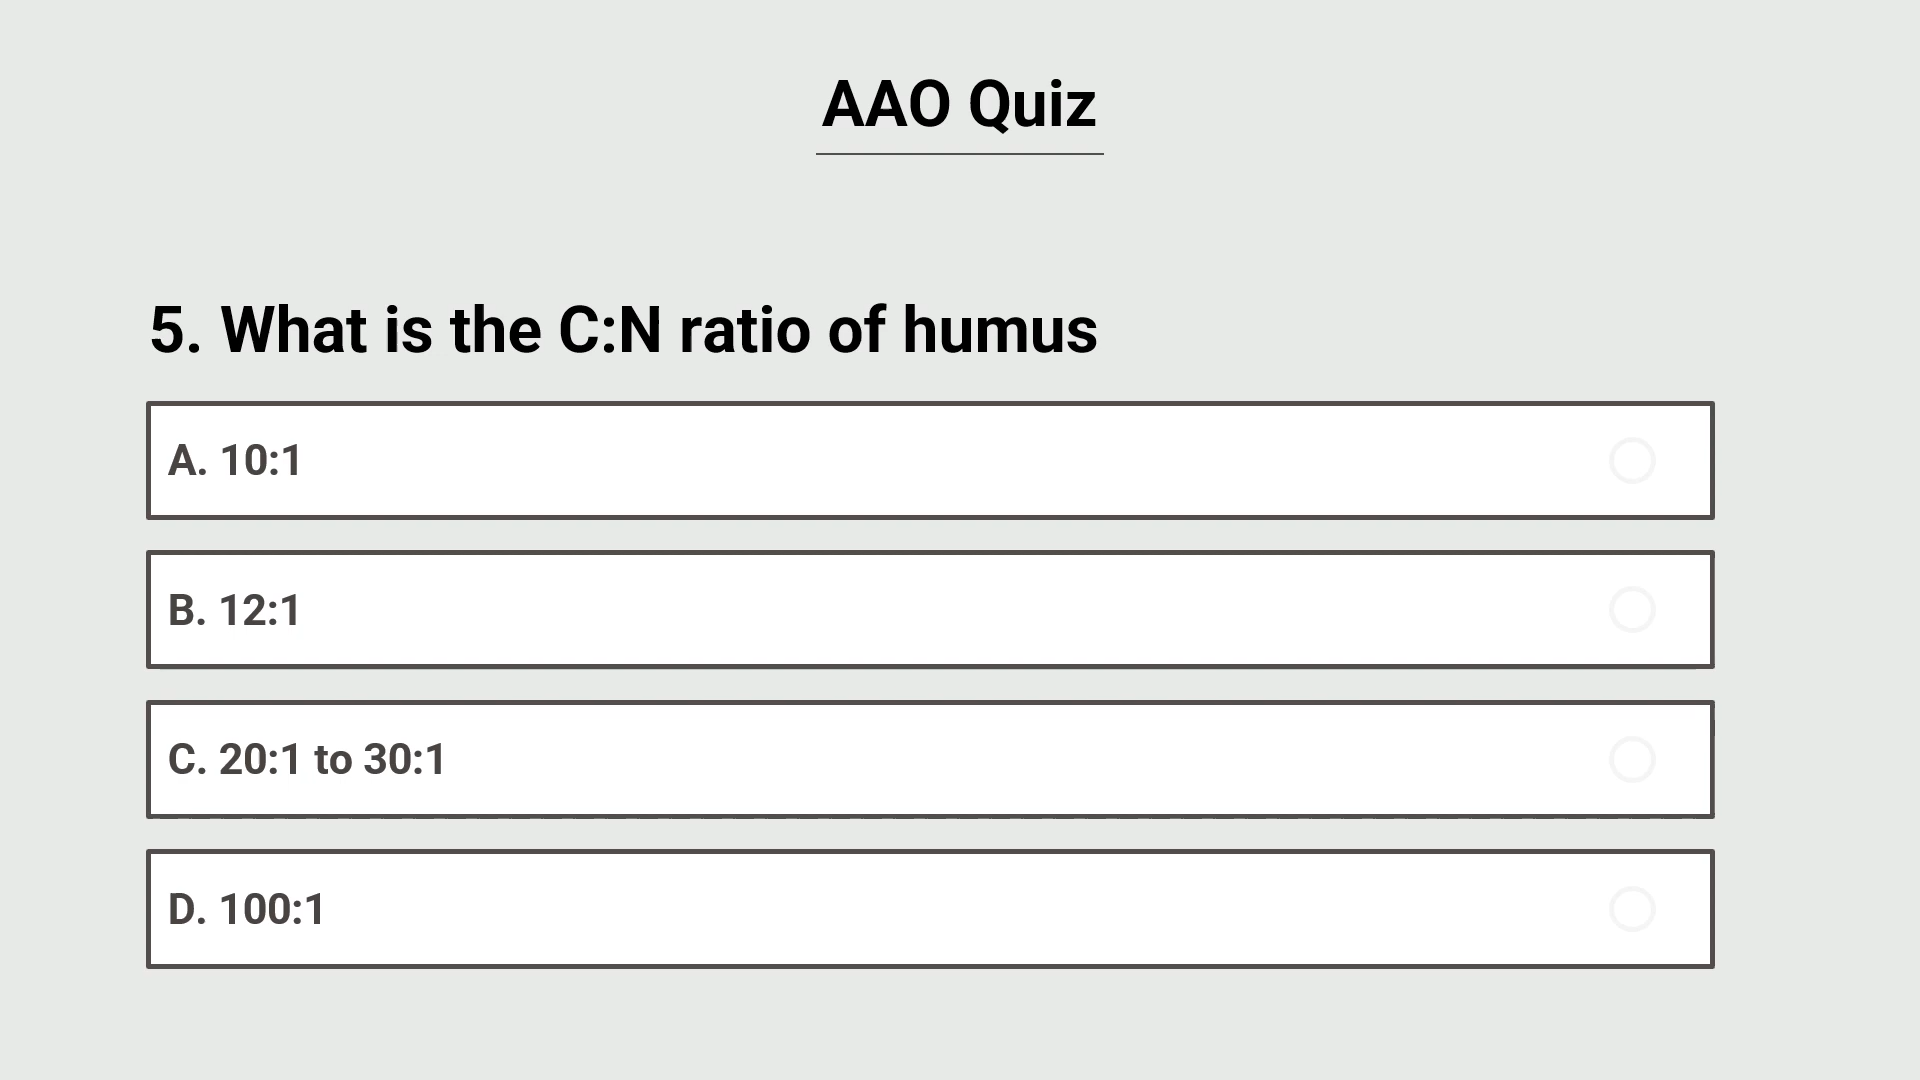 AAO Quiz
5. What is the C:N ratio of humus
A. 10:1
B. 12:1
C. 20:1 to 30:1
D. 100:1